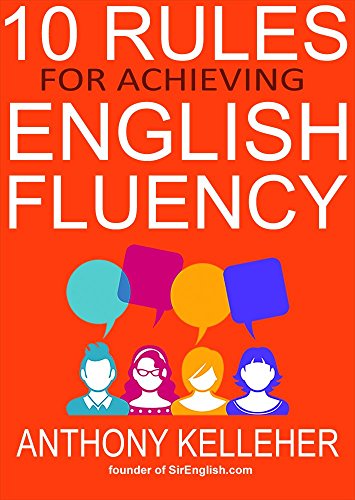 10 RULES
FOR ACHIEVING
ENGLISH
FLUENCY
ANTHONY KELLEHER
founder of SirEnglish.com